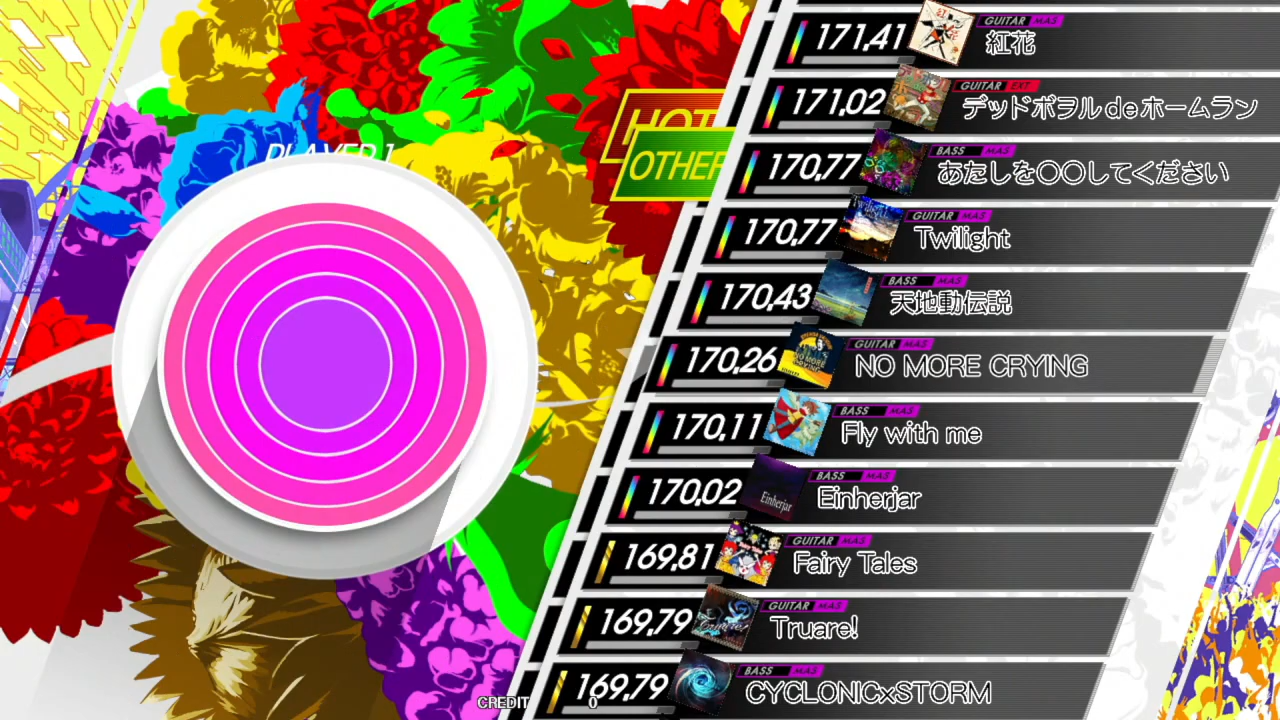 PLAYER 1
HOT
OTHER
171.41 GUITAR MAS
紅花
171.02 GUITAR EXT
デッドボヲルdeホームラン
170.77 BASS MAS
あたしを〇〇してください
170.77 GUITAR MAS
Twilight
170.43 BASS MAS
天地動伝説
170.26 GUITAR MAS
NO MORE CRYING
170.11 BASS MAS
Fly with me
170.02 BASS MAS
Einherjar
Einherjar
169.81 GUITAR MAS
Fairy Tales
169.79 GUITAR MAS
Truare!
169.79 BASS MAS
CYCLONICxSTORM
CREDIT 0